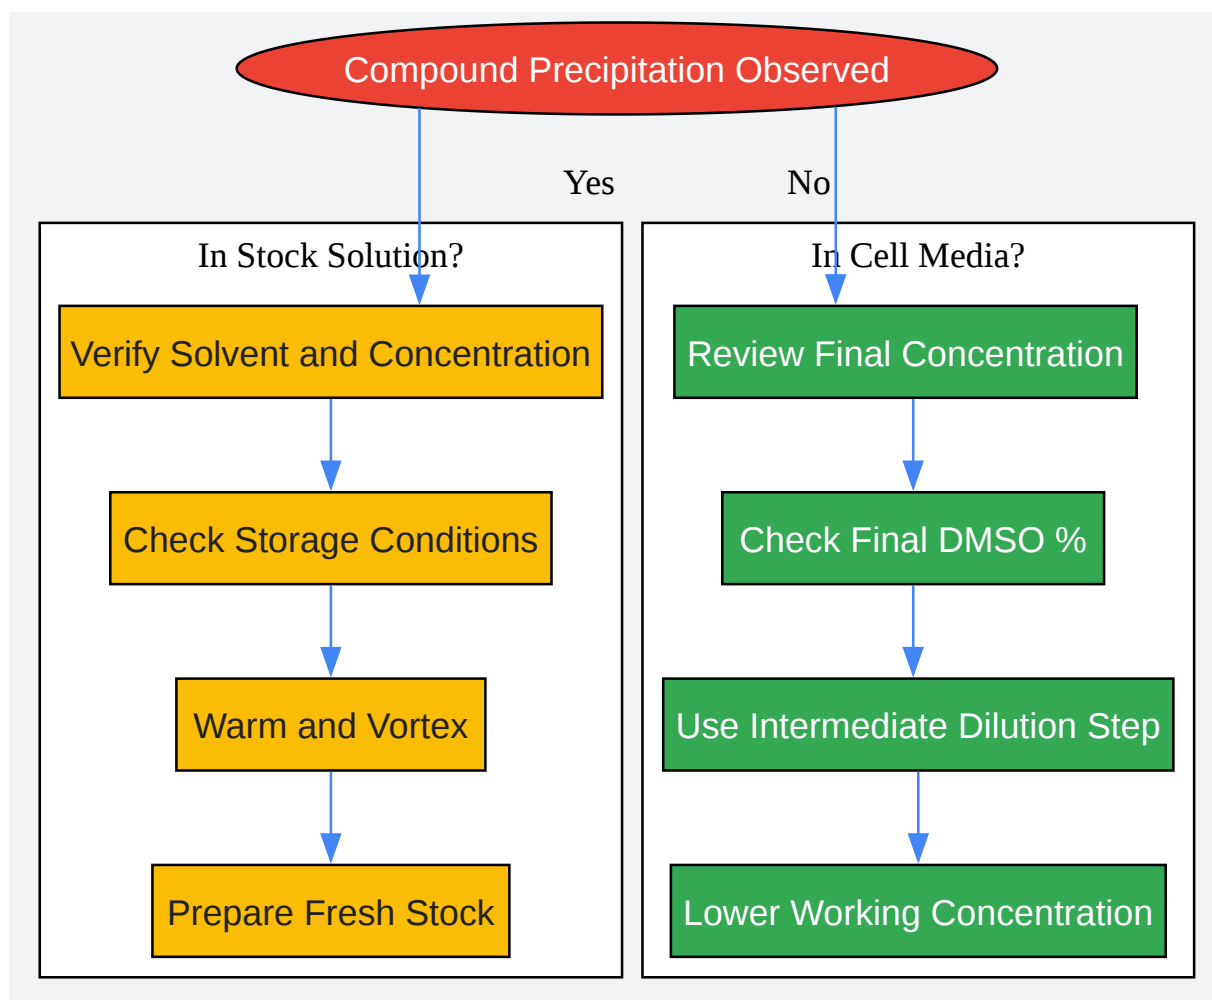 Compound Precipitation Observed
Yes
No
In Stock Solution?
Verify Solvent and Concentration
Check Storage Conditions
Warm and Vortex
Prepare Fresh Stock
In Cell Media?
Review Final Concentration
Check Final DMSO %
Use Intermediate Dilution Step
Lower Working Concentration